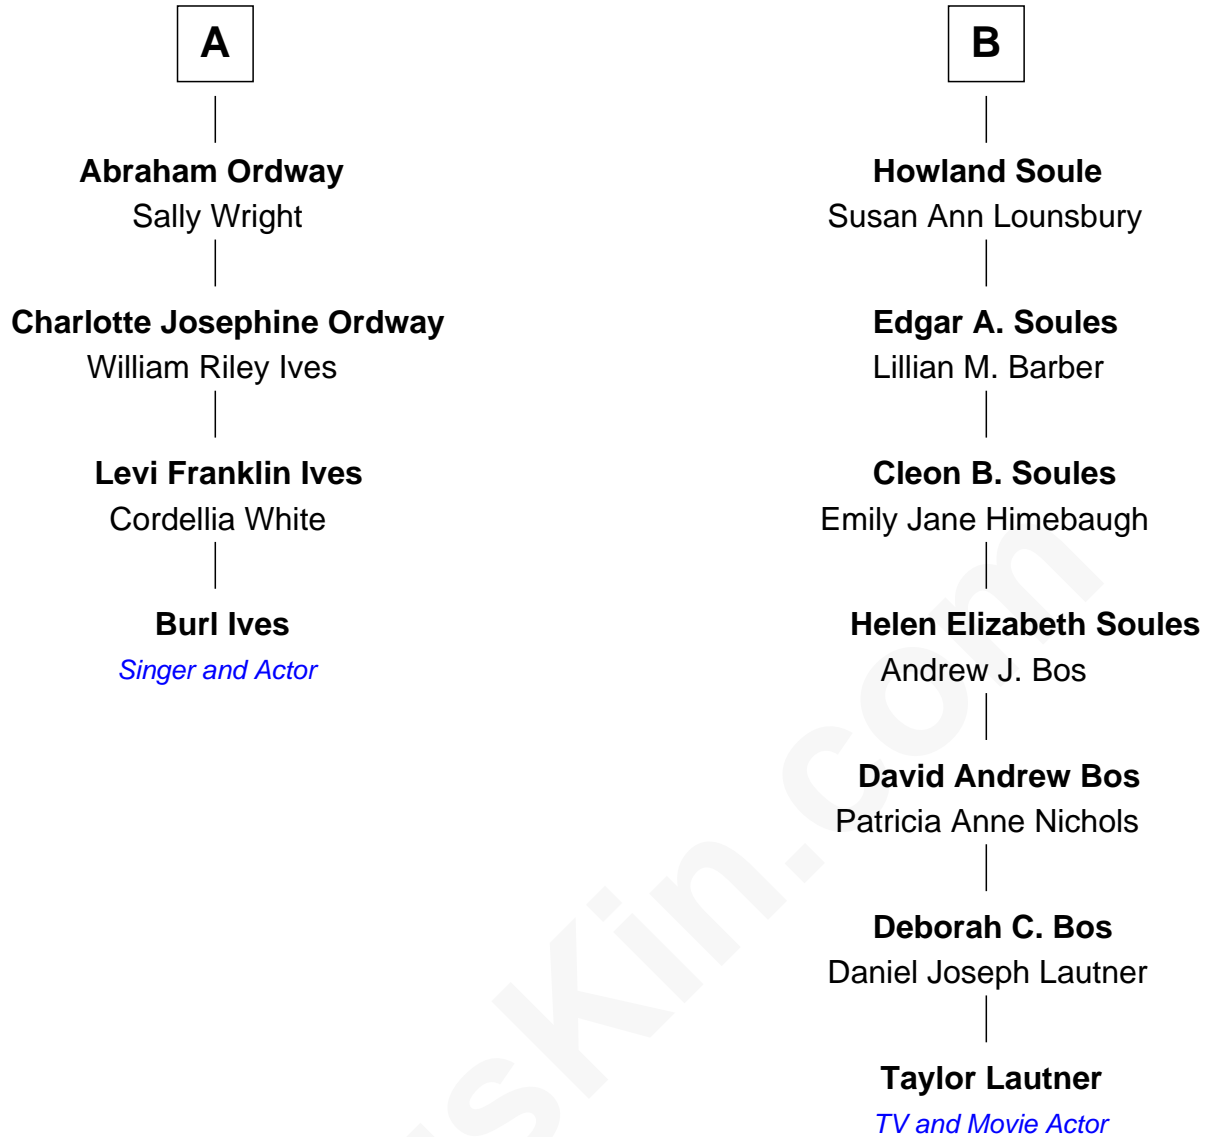 A
Abraham Ordway
Sally Wright
Charlotte Josephine Ordway
William Riley Ives
Levi Franklin Ives
Cordellia White
Burl Ives
Singer and Actor
B
Howland Soule
Susan Ann Lounsbury
Edgar A. Soules
Lillian M. Barber
Cleon B. Soules
Emily Jane Himebaugh
Helen Elizabeth Soules
Andrew J. Bos
David Andrew Bos
Patricia Anne Nichols
Deborah C. Bos
Daniel Joseph Lautner
Taylor Lautner
TV and Movie Actor